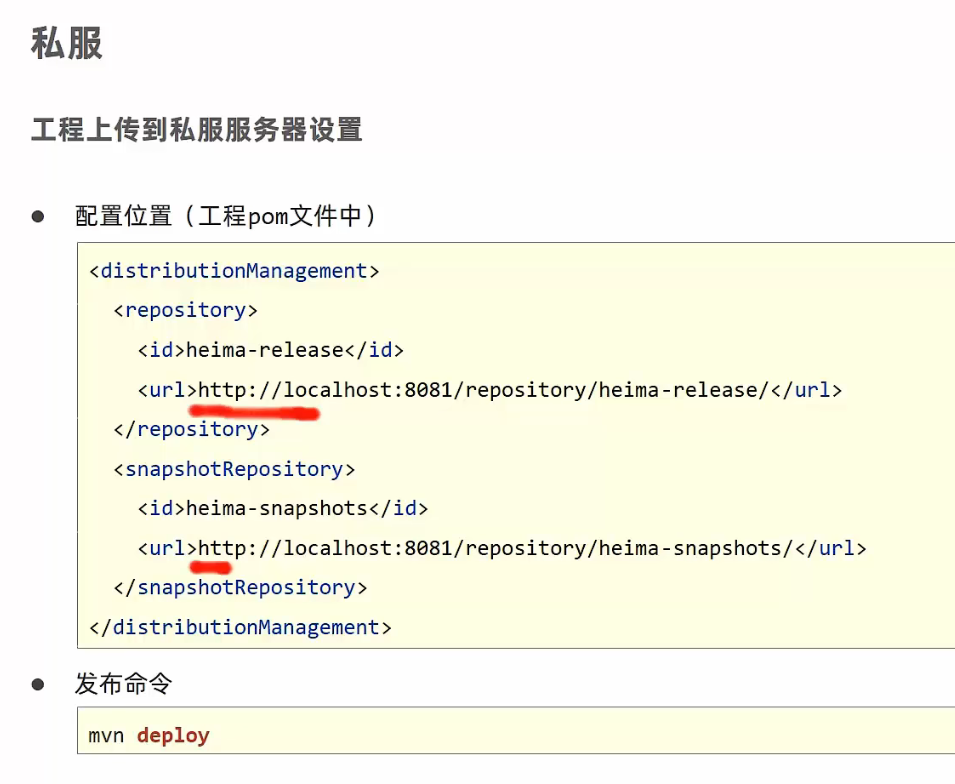 私服
工程上传到私服服务器设置
● 配置位置（工程pom文件中）
<distributionManagement>
<repository>
<id>heima-release</id>
<url>http://localhost:8081/repository/heima-release/</url>
</repository>
<snapshotRepository>
<id>heima-snapshots</id>
<url>http://localhost:8081/repository/heima-snapshots/</url>
</snapshotRepository>
</distributionManagement>
● 发布命令
mvn deploy